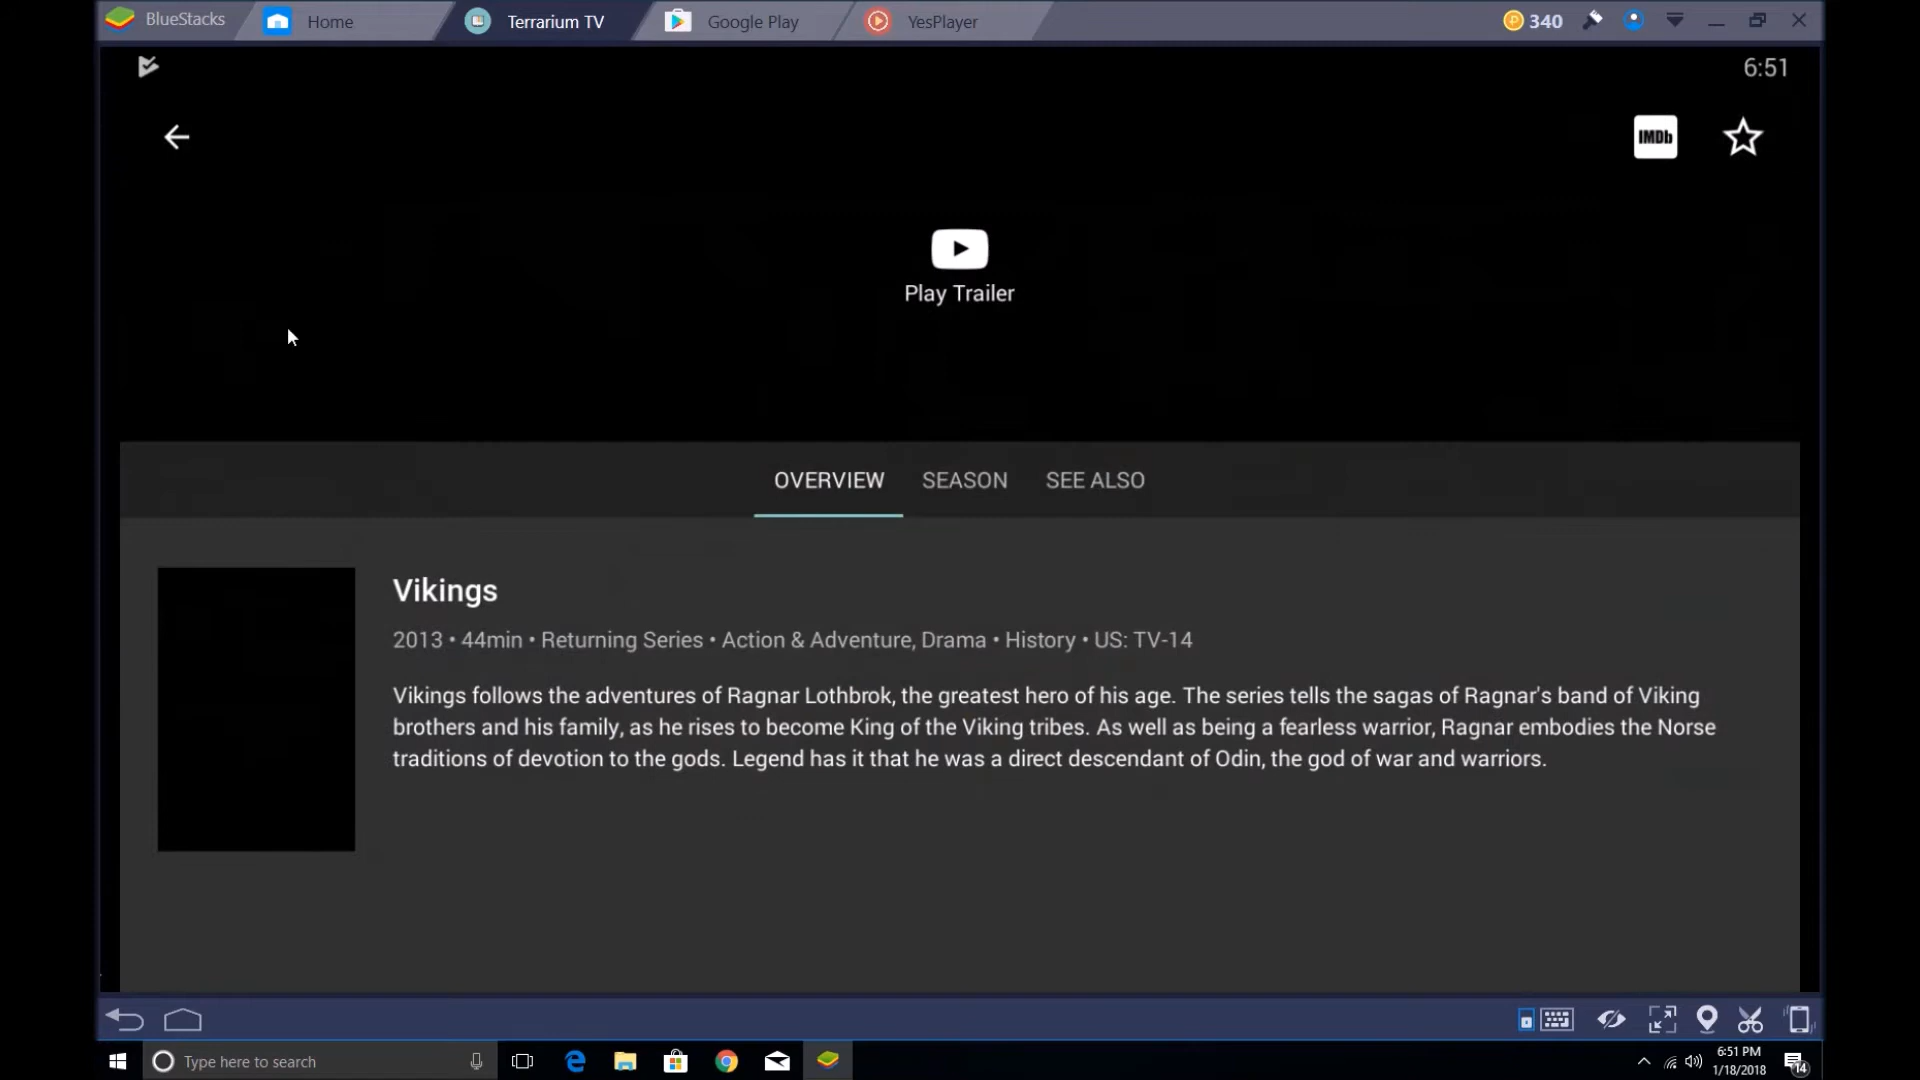 BlueStacks
Home
Terrarium TV
Google Play
YesPlayer
P 340
6:51
IMDb
Play Trailer
OVERVIEW
SEASON
SEE ALSO
Vikings
2013 • 44min • Returning Series • Action & Adventure, Drama • History • US: TV-14
Vikings follows the adventures of Ragnar Lothbrok, the greatest hero of his age. The series tells the sagas of Ragnar's band of Viking
brothers and his family, as he rises to become King of the Viking tribes. As well as being a fearless warrior, Ragnar embodies the Norse
traditions of devotion to the gods. Legend has it that he was a direct descendant of Odin, the god of war and warriors.
Type here to search
6:51 PM
1/18/2018
14